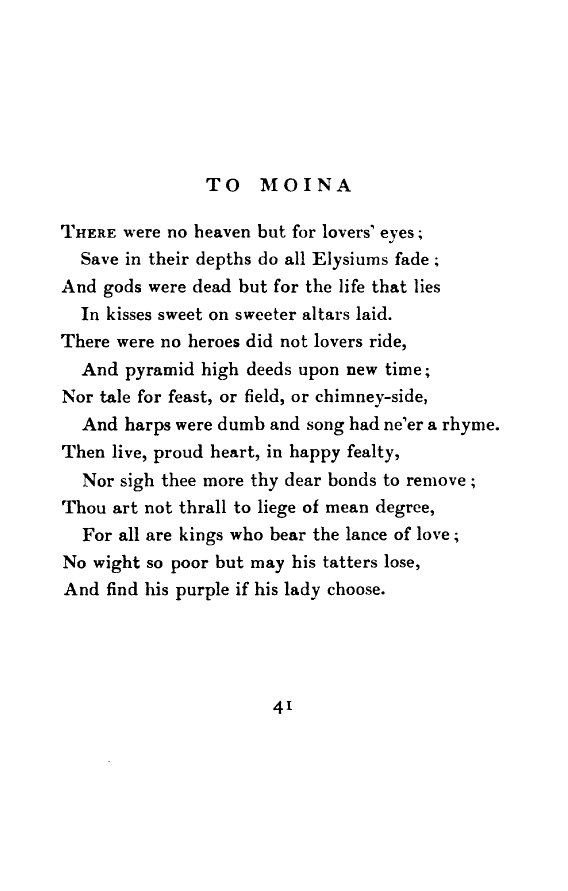 TO MOINA
THERE were no heaven but for lovers' eyes;
Save in their depths do all Elysiums fade;
And gods were dead but for the life that lies
In kisses sweet on sweeter altars laid.
There were no heroes did not lovers ride,
And pyramid high deeds upon new time;
Nor tale for feast, or field, or chimney-side,
And harps were dumb and song had ne'er a rhyme.
Then live, proud heart, in happy fealty,
Nor sigh thee more thy dear bonds to remove;
Thou art not thrall to liege of mean degree,
For all are kings who bear the lance of love;
No wight so poor but may his tatters lose,
And find his purple if his lady choose.
41